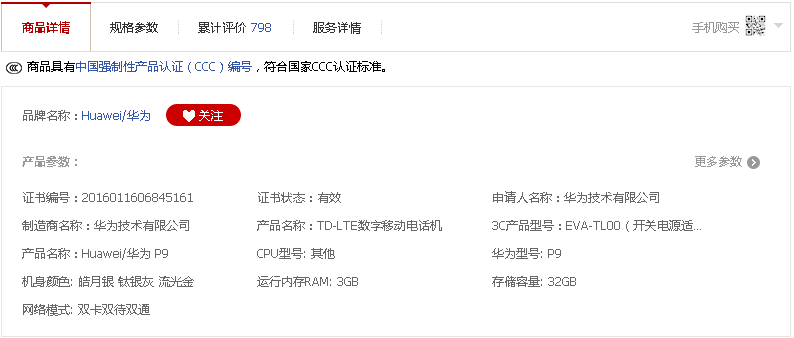 商品详情 规格参数 累计评价 798 服务详情 手机购买
商品具有中国强制性产品认证（CCC）编号，符合国家CCC认证标准。
品牌名称：Huawei/华为 关注
产品参数： 更多参数
证书编号：2016011606845161 证书状态：有效 申请人名称：华为技术有限公司
制造商名称：华为技术有限公司 产品名称：TD-LTE数字移动电话机 3C产品型号：EVA-TL00（开关电源适...
产品名称：Huawei/华为 P9 CPU型号: 其他 华为型号: P9
机身颜色: 皓月银 钛银灰 流光金 运行内存RAM: 3GB 存储容量: 32GB
网络模式: 双卡双待双通